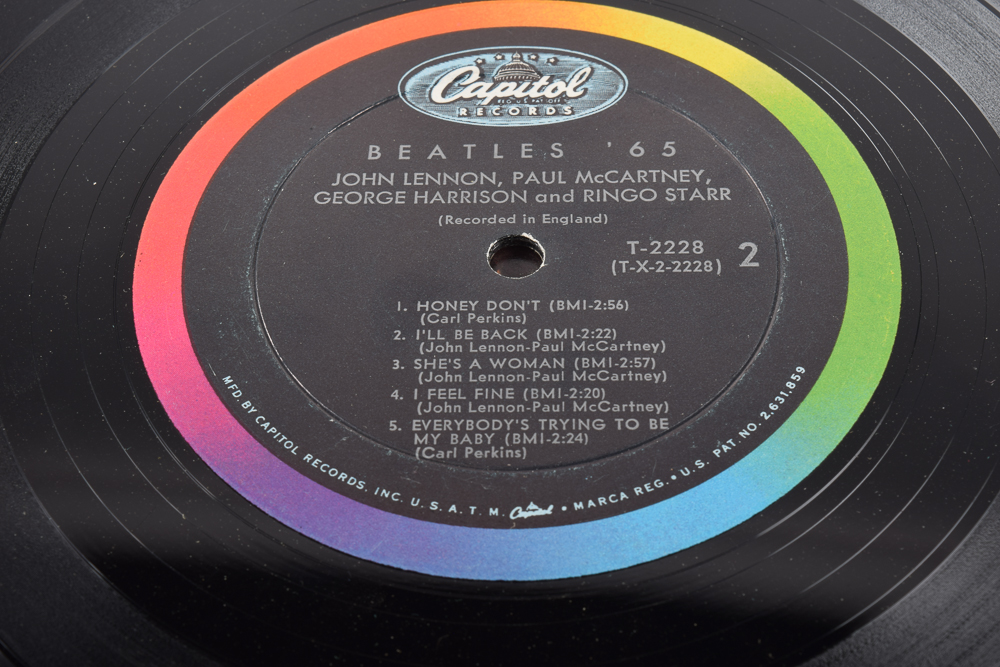 Capitol
REG. U.S. PAT. OFF.
RECORDS
BEATLES '65
JOHN LENNON, PAUL McCARTNEY,
GEORGE HARRISON and RINGO STARR
(Recorded in England)
T-2228
(T-X-2-2228)
2
1. HONEY DON'T (BMI-2:56)
(Carl Perkins)
2. I'LL BE BACK (BMI-2:22)
(John Lennon-Paul McCartney)
3. SHE'S A WOMAN (BMI-2:57)
(John Lennon-Paul McCartney)
4. I FEEL FINE (BMI-2:20)
(John Lennon-Paul McCartney)
5. EVERYBODY'S TRYING TO BE
MY BABY (BMI-2:24)
(Carl Perkins)
MFD. BY CAPITOL RECORDS, INC. U. S. A. T. M. Capitol • MARCA REG. • U.S. PAT. NO. 2,631,859